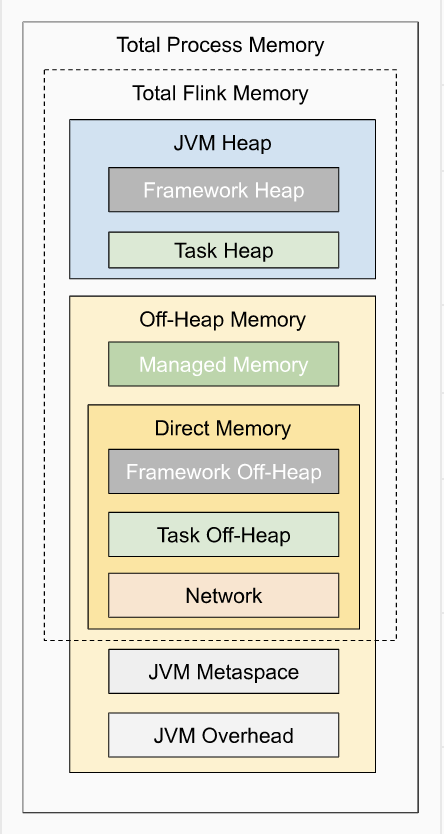 Total Process Memory
Total Flink Memory
JVM Heap
Framework Heap
Task Heap
Off-Heap Memory
Managed Memory
Direct Memory
Framework Off-Heap
Task Off-Heap
Network
JVM Metaspace
JVM Overhead